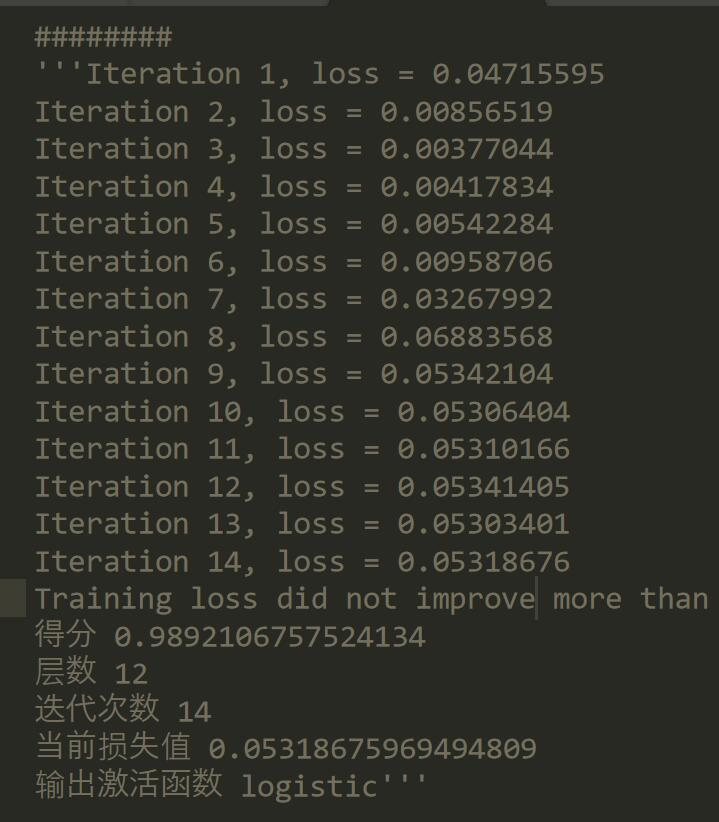 ########
'''Iteration 1, loss = 0.04715595
Iteration 2, loss = 0.00856519
Iteration 3, loss = 0.00377044
Iteration 4, loss = 0.00417834
Iteration 5, loss = 0.00542284
Iteration 6, loss = 0.00958706
Iteration 7, loss = 0.03267992
Iteration 8, loss = 0.06883568
Iteration 9, loss = 0.05342104
Iteration 10, loss = 0.05306404
Iteration 11, loss = 0.05310166
Iteration 12, loss = 0.05341405
Iteration 13, loss = 0.05303401
Iteration 14, loss = 0.05318676
Training loss did not improve more than
得分 0.9892106757524134
层数 12
迭代次数 14
当前损失值 0.05318675969494809
输出激活函数 logistic'''